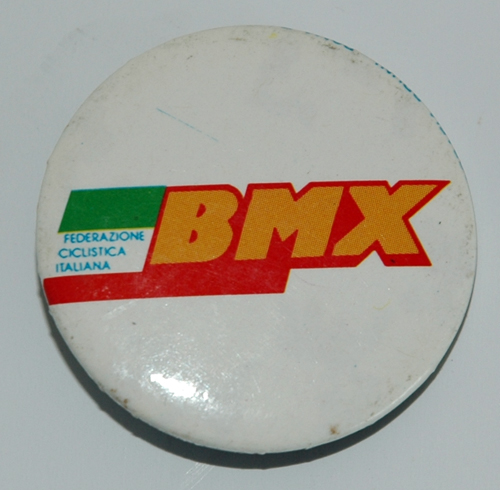 BMX
FEDERAZIONE
CICLISTICA
ITALIANA